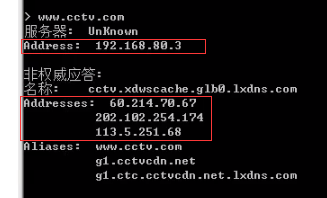 > www.cctv.com
服务器:  UnKnown
Address:  192.168.80.3
非权威应答:
名称:    cctv.xdwscache.glb0.lxdns.com
Addresses:  60.214.70.67
202.102.254.174
113.5.251.68
Aliases:  www.cctv.com
g1.cctvcdn.net
g1.ctc.cctvcdn.net.lxdns.com